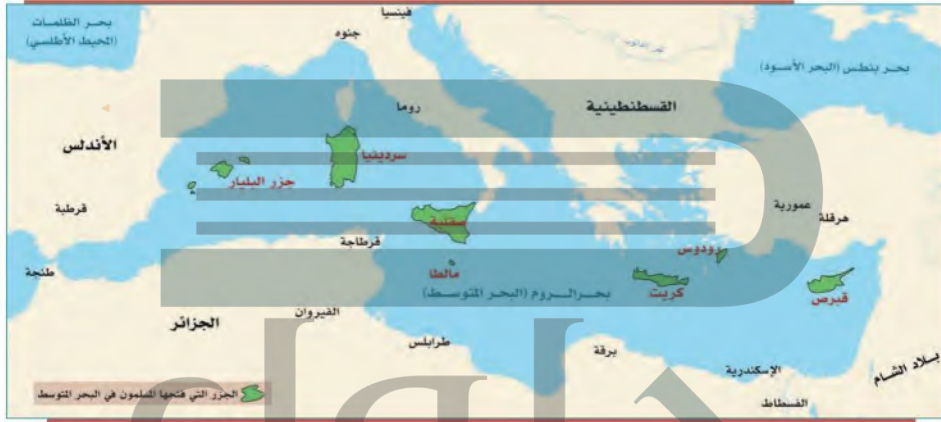 بحر الظلمات
(المحيط الأطلسي)
فينسيا
جنوه
بحر بنطس (البحر الأسود)
روما
القسطنطينية
الأندلس
سردينيا
جزر البليار
قرطبة
صقلية
عمورية
هرقلة
قرطاجة
رودوس
طنجة
مالطا
كريت
قبرص
بحر الروم (البحر المتوسط)
القيروان
الجزائر
طرابلس
برقة
الإسكندرية
بلاد الشام
الفسطاط
الجزر التي فتحها المسلمون في البحر المتوسط